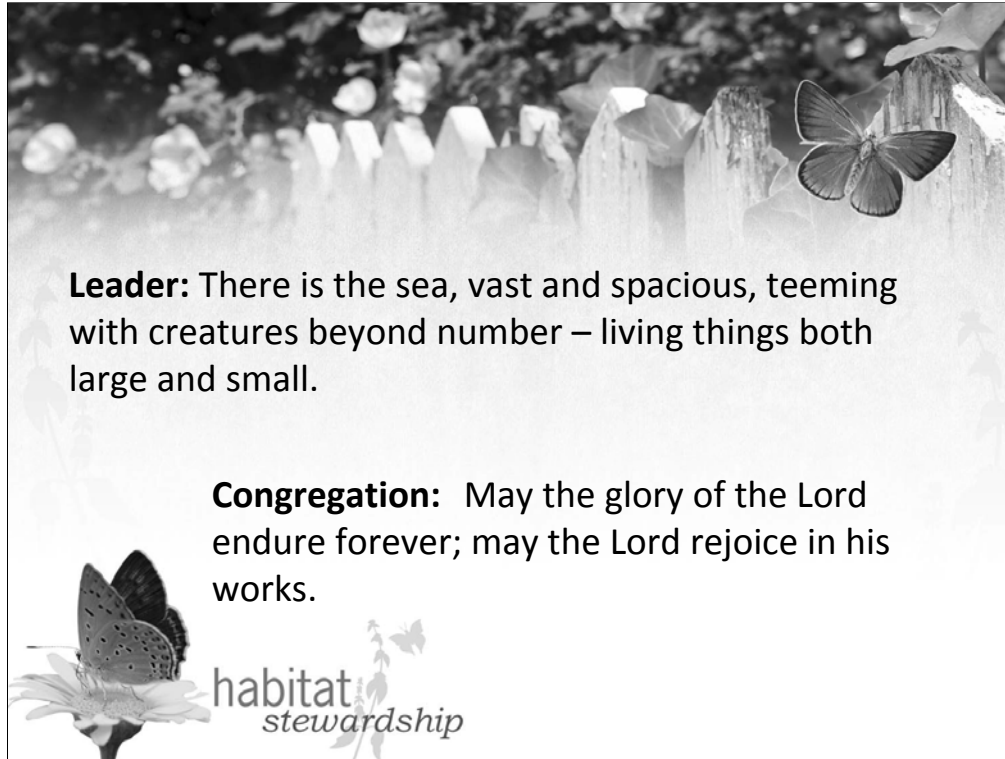 Leader: There is the sea, vast and spacious, teeming
with creatures beyond number – living things both
large and small.
Congregation: May the glory of the Lord
endure forever; may the Lord rejoice in his
works.
habitat
stewardship